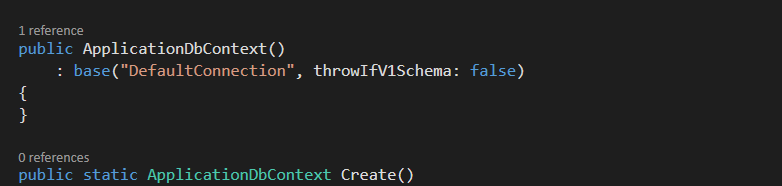 1 reference
public ApplicationDbContext()
: base("DefaultConnection", throwIfV1Schema: false)
{
}
0 references
public static ApplicationDbContext Create()